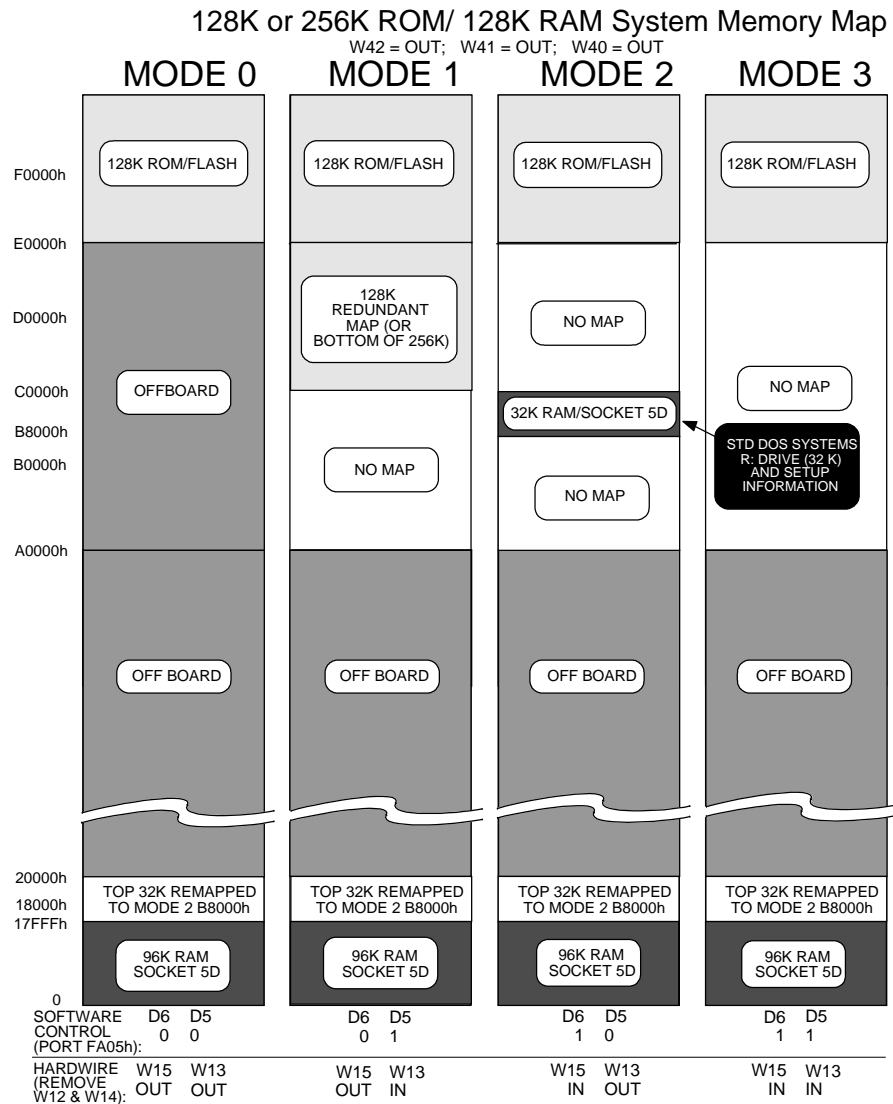 128K or 256K ROM/ 128K RAM System Memory Map
W42 = OUT; W41 = OUT; W40 = OUT
MODE 0 MODE 1 MODE 2 MODE 3
128K ROM/FLASH 128K ROM/FLASH 128K ROM/FLASH 128K ROM/FLASH
F0000h
E0000h
128K
REDUNDANT
MAP (OR
BOTTOM OF 256K)
D0000h
NO MAP
C0000h
OFFBOARD
NO MAP
32K RAM/SOCKET 5D
B8000h
STD DOS SYSTEMS
R: DRIVE (32 K)
AND SETUP
INFORMATION
B0000h
NO MAP
NO MAP
A0000h
OFF BOARD OFF BOARD OFF BOARD OFF BOARD
20000h
TOP 32K REMAPPED TOP 32K REMAPPED TOP 32K REMAPPED TOP 32K REMAPPED
18000h TO MODE 2 B8000h TO MODE 2 B8000h TO MODE 2 B8000h TO MODE 2 B8000h
17FFFh
96K RAM 96K RAM 96K RAM 96K RAM
SOCKET 5D SOCKET 5D SOCKET 5D SOCKET 5D
0
SOFTWARE D6 D5 D6 D5 D6 D5 D6 D5
CONTROL 0 0 0 1 1 0 1 1
(PORT FA05h):
HARDWIRE W15 W13 W15 W13 W15 W13 W15 W13
(REMOVE OUT OUT OUT IN IN OUT IN IN
W12 & W14):